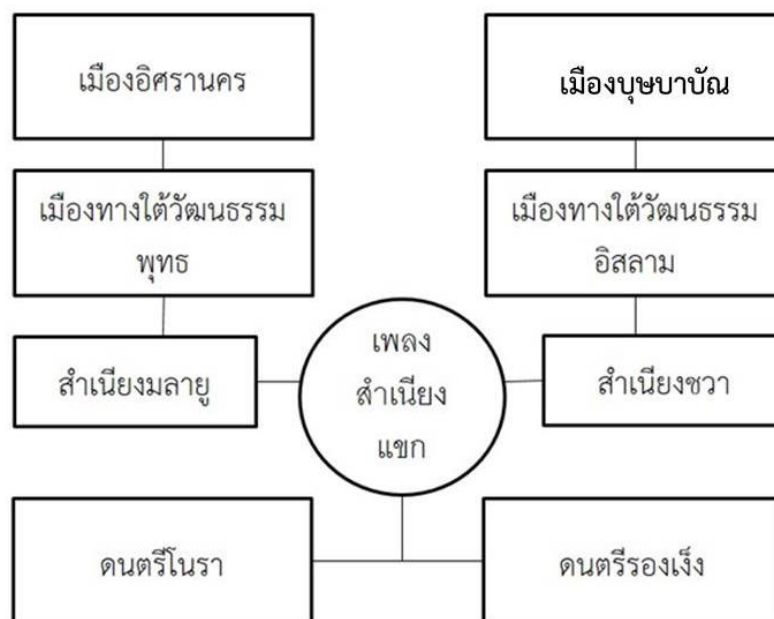 เมืองอิศรานคร
เมืองบุษบาบัณ
เมืองทางใต้วัฒนธรรม
พุทธ
เมืองทางใต้วัฒนธรรม
อิสลาม
สำเนียงมลายู
เพลง
สำเนียง
แขก
สำเนียงชวา
ดนตรีโนรา
ดนตรีรองเง็ง